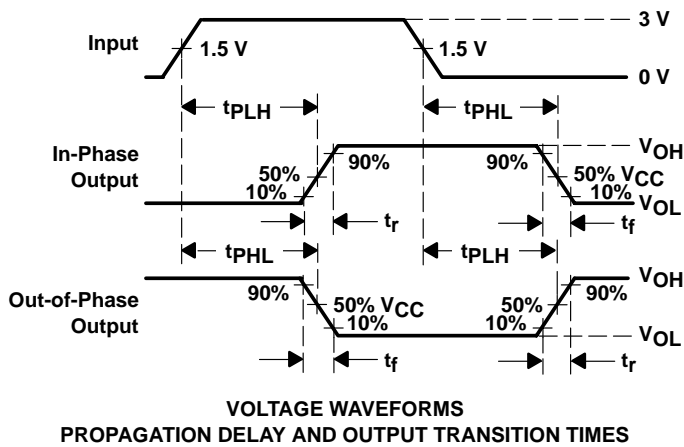 3 V
Input
1.5 V
1.5 V
0 V
tPLH
tPHL
In-Phase
Output
VOH
90%
90%
50%
50% VCC
10%
10%
VOL
tr
tf
tPHL
tPLH
Out-of-Phase
Output
VOH
90%
90%
50% VCC
50%
10%
10%
VOL
tf
tr
VOLTAGE WAVEFORMS
PROPAGATION DELAY AND OUTPUT TRANSITION TIMES